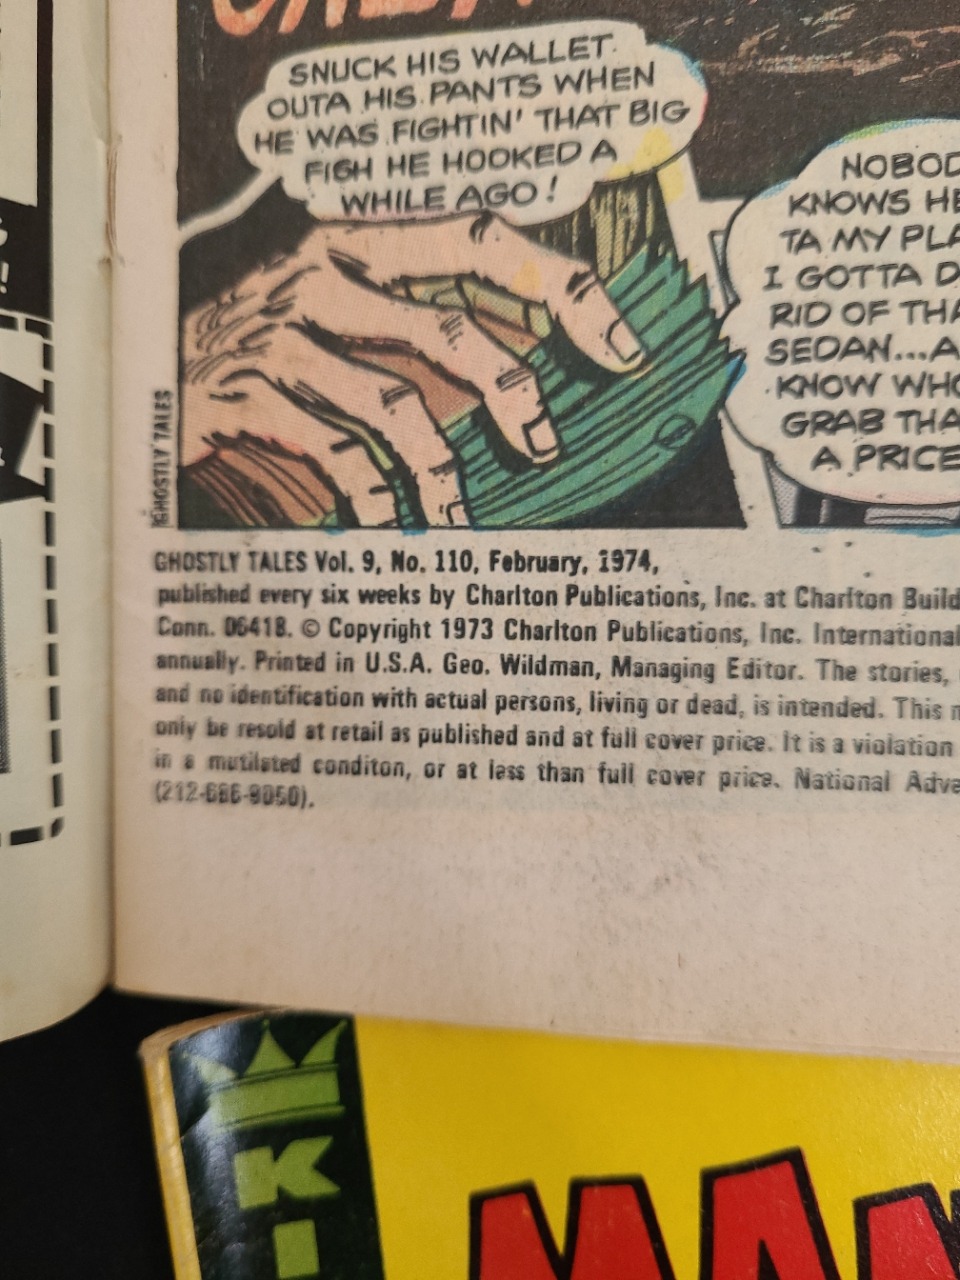 SNUCK HIS WALLET
OUTA HIS PANTS WHEN
HE WAS FIGHTIN' THAT BIG
FISH HE HOOKED A
WHILE AGO!
NOBOD
KNOWS HE
TA MY PLA
I GOTTA D
RID OF THA
SEDAN...A
KNOW WHO
GRAB THA
A PRICE
GHOSTLY TALES
GHOSTLY TALES Vol. 9, No. 110, February, 1974,
published every six weeks by Charlton Publications, Inc. at Charlton Build
Conn. 06418. © Copyright 1973 Charlton Publications, Inc. International
annually. Printed in U.S.A. Geo. Wildman, Managing Editor. The stories,
and no identification with actual persons, living or dead, is intended. This
only be resold at retail as published and at full cover price. It is a violation
in a mutilated conditon, or at less than full cover price. National Adve
(212-686-9050).
KI
MAN